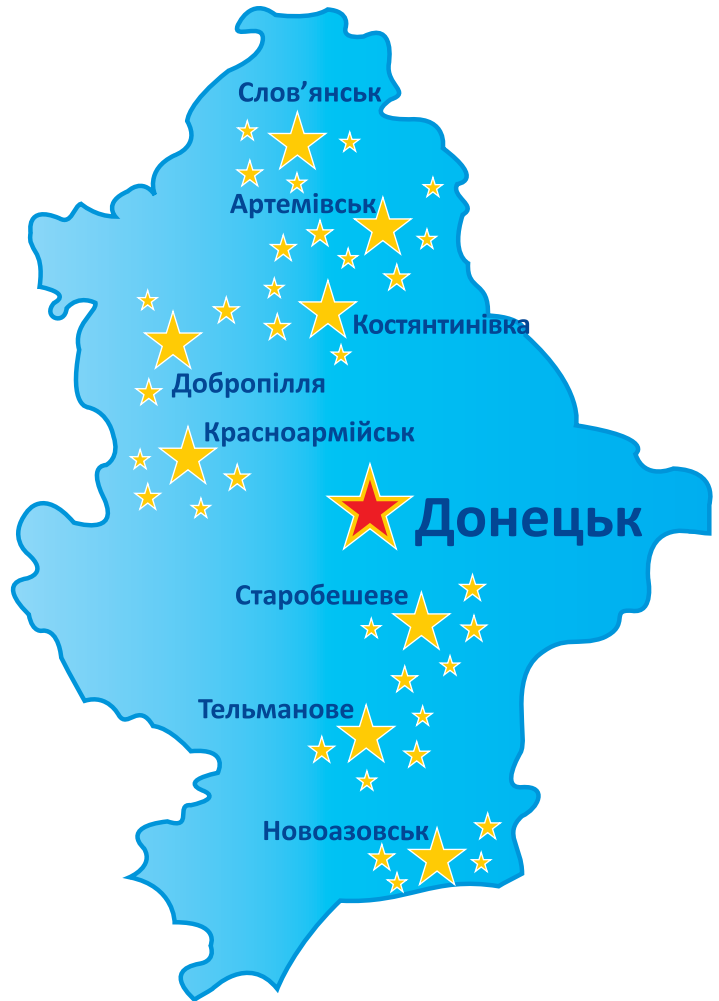 Слов’янськ
Артемівськ
Костянтинівка
Добропілля
Красноармійськ
Донецьк
Старобешеве
Тельманове
Новоазовськ